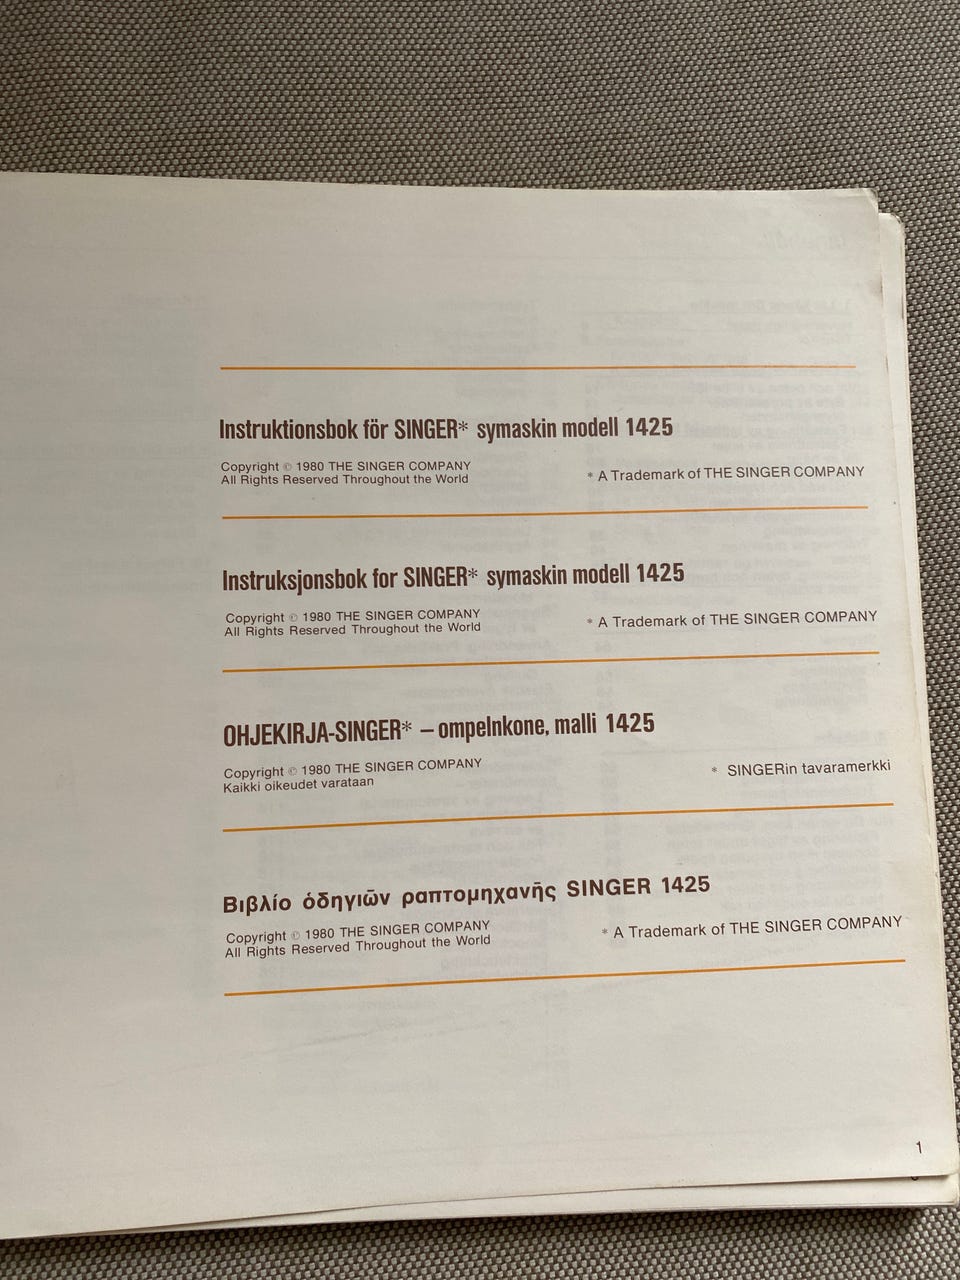 Instruktionsbok för SINGER* symaskin modell 1425
Copyright © 1980 THE SINGER COMPANY
All Rights Reserved Throughout the World
* A Trademark of THE SINGER COMPANY
Instruksjonsbok for SINGER* symaskin modell 1425
Copyright © 1980 THE SINGER COMPANY
All Rights Reserved Throughout the World
* A Trademark of THE SINGER COMPANY
OHJEKIRJA-SINGER* – ompelnkone, malli 1425
Copyright © 1980 THE SINGER COMPANY
Kaikki oikeudet varataan
* SINGERin tavaramerkki
Βιβλίο ὁδηγιῶν ραπτομηχανῆς SINGER 1425
Copyright © 1980 THE SINGER COMPANY
All Rights Reserved Throughout the World
* A Trademark of THE SINGER COMPANY
1